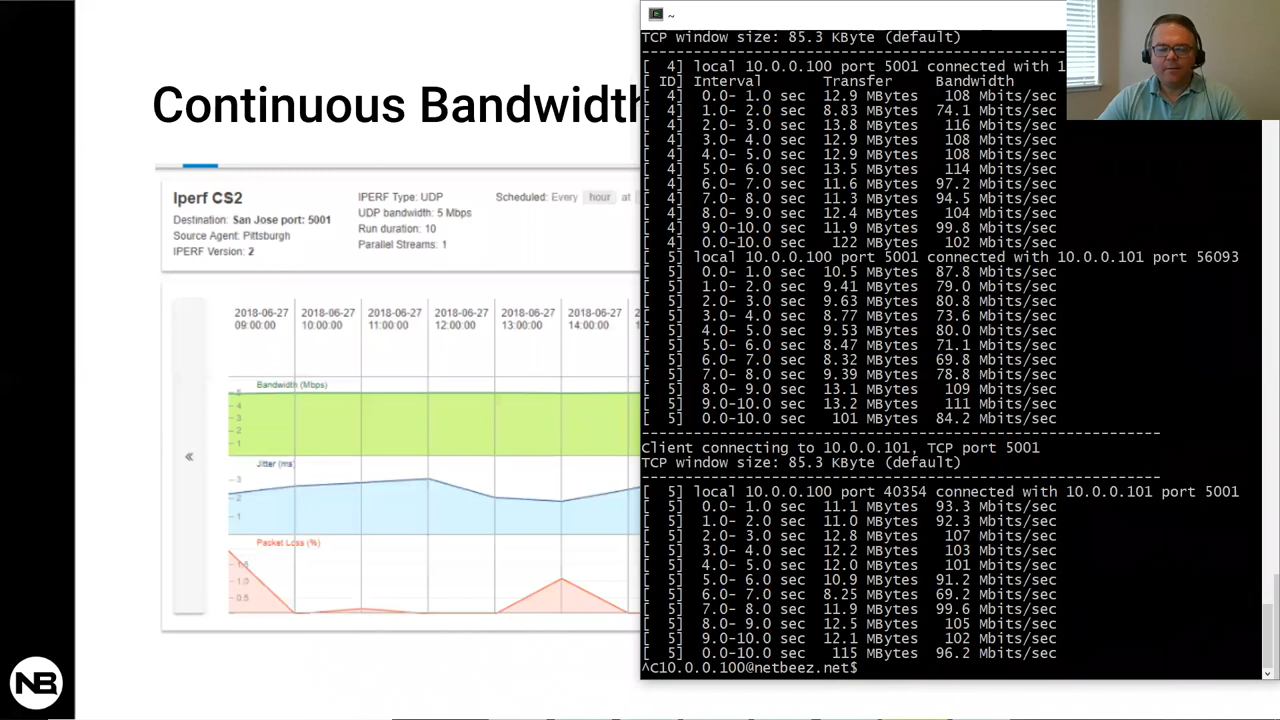 Continuous Bandwidth
Iperf CS2
Destination: San Jose port: 5001
Source Agent: Pittsburgh
IPERF Version: 2
IPERF Type: UDP
UDP bandwidth: 5 Mbps
Run duration: 10
Parallel Streams: 1
Scheduled: Every hour at
«
2018-06-27 2018-06-27 2018-06-27 2018-06-27 2018-06-27 2018-06-27 2
09:00:00 10:00:00 11:00:00 12:00:00 13:00:00 14:00:00 1
Bandwidth (Mbps)
5
4
3
2
1
Jitter (ms)
3
2
1
Packet Loss (%)
1.5
1.0
0.5
NB
~
TCP window size: 85.3 KByte (default)
------------------------------------------------------------
[  4] local 10.0.0.100 port 5001 connected with 1
[ ID] Interval       Transfer     Bandwidth
[  4]  0.0- 1.0 sec  12.9 MBytes   108 Mbits/sec
[  4]  1.0- 2.0 sec  8.83 MBytes  74.1 Mbits/sec
[  4]  2.0- 3.0 sec  13.8 MBytes   116 Mbits/sec
[  4]  3.0- 4.0 sec  12.9 MBytes   108 Mbits/sec
[  4]  4.0- 5.0 sec  12.9 MBytes   108 Mbits/sec
[  4]  5.0- 6.0 sec  13.5 MBytes   114 Mbits/sec
[  4]  6.0- 7.0 sec  11.6 MBytes  97.2 Mbits/sec
[  4]  7.0- 8.0 sec  11.3 MBytes  94.5 Mbits/sec
[  4]  8.0- 9.0 sec  12.4 MBytes   104 Mbits/sec
[  4]  9.0-10.0 sec  11.9 MBytes  99.8 Mbits/sec
[  4]  0.0-10.0 sec   122 MBytes   102 Mbits/sec
[  5] local 10.0.0.100 port 5001 connected with 10.0.0.101 port 56093
[  5]  0.0- 1.0 sec  10.5 MBytes  87.8 Mbits/sec
[  5]  1.0- 2.0 sec  9.41 MBytes  79.0 Mbits/sec
[  5]  2.0- 3.0 sec  9.63 MBytes  80.8 Mbits/sec
[  5]  3.0- 4.0 sec  8.77 MBytes  73.6 Mbits/sec
[  5]  4.0- 5.0 sec  9.53 MBytes  80.0 Mbits/sec
[  5]  5.0- 6.0 sec  8.47 MBytes  71.1 Mbits/sec
[  5]  6.0- 7.0 sec  8.32 MBytes  69.8 Mbits/sec
[  5]  7.0- 8.0 sec  9.39 MBytes  78.8 Mbits/sec
[  5]  8.0- 9.0 sec  13.1 MBytes   109 Mbits/sec
[  5]  9.0-10.0 sec  13.2 MBytes   111 Mbits/sec
[  5]  0.0-10.0 sec   101 MBytes  84.2 Mbits/sec
------------------------------------------------------------
Client connecting to 10.0.0.101, TCP port 5001
TCP window size: 85.3 KByte (default)
------------------------------------------------------------
[  5] local 10.0.0.100 port 40354 connected with 10.0.0.101 port 5001
[  5]  0.0- 1.0 sec  11.1 MBytes  93.3 Mbits/sec
[  5]  1.0- 2.0 sec  11.0 MBytes  92.3 Mbits/sec
[  5]  2.0- 3.0 sec  12.8 MBytes   107 Mbits/sec
[  5]  3.0- 4.0 sec  12.2 MBytes   103 Mbits/sec
[  5]  4.0- 5.0 sec  12.0 MBytes   101 Mbits/sec
[  5]  5.0- 6.0 sec  10.9 MBytes  91.2 Mbits/sec
[  5]  6.0- 7.0 sec  8.25 MBytes  69.2 Mbits/sec
[  5]  7.0- 8.0 sec  11.9 MBytes  99.6 Mbits/sec
[  5]  8.0- 9.0 sec  12.5 MBytes   105 Mbits/sec
[  5]  9.0-10.0 sec  12.1 MBytes   102 Mbits/sec
[  5]  0.0-10.0 sec   115 MBytes  96.2 Mbits/sec
^C10.0.0.100@netbeez.net$